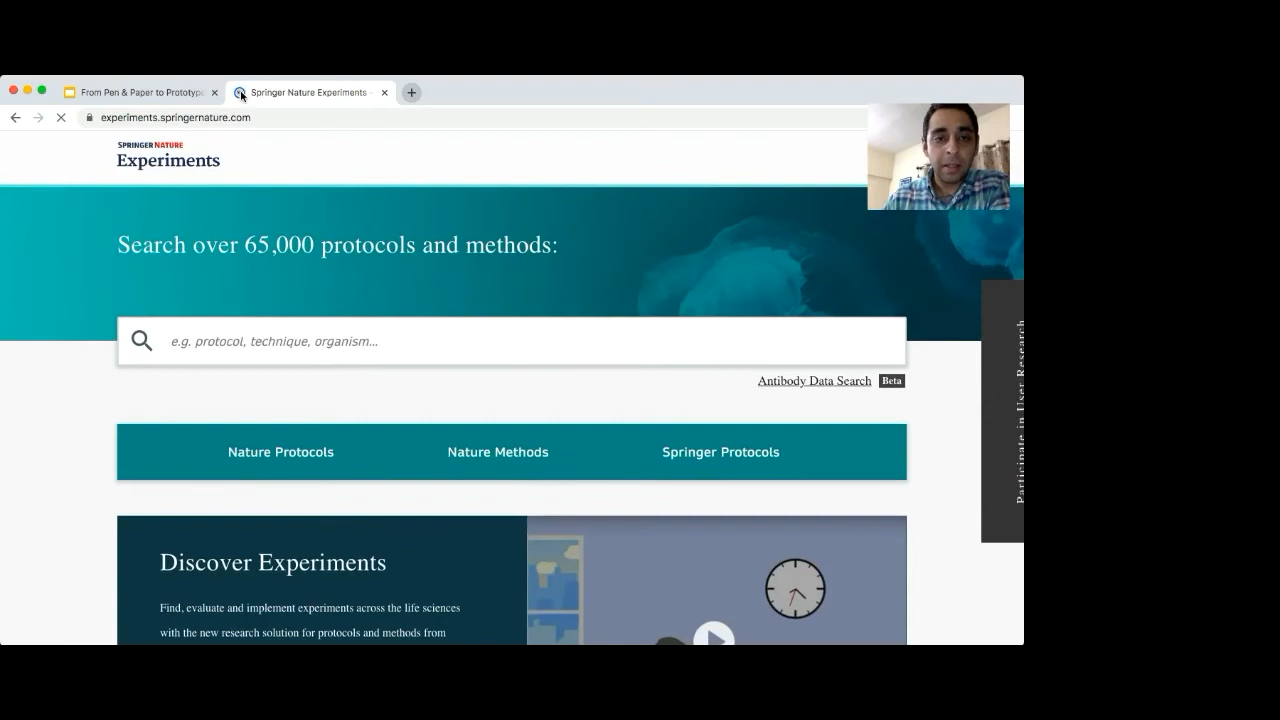 From Pen & Paper to Prototype
Springer Nature Experiments
experiments.springernature.com
SPRINGER NATURE
Experiments
Search over 65,000 protocols and methods:
e.g. protocol, technique, organism...
Antibody Data Search Beta
Nature Protocols
Nature Methods
Springer Protocols
Participate in User Research
Discover Experiments
Find, evaluate and implement experiments across the life sciences
with the new research solution for protocols and methods from